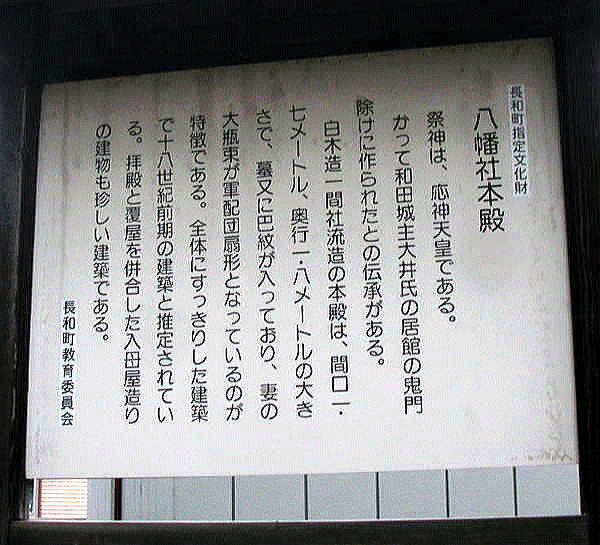 長和町指定文化財
八幡社本殿
祭神は、応神天皇である。
かって和田城主大井氏の居館の鬼門
除けに作られたとの伝承がある。
白木造一間社流造の本殿は、間口一・
七メートル、奥行一・八メートルの大き
さで、墓又に巴紋が入っており、妻の
大瓶束が軍配団扇形となっているのが
特徴である。全体にすっきりした建築
で十八世紀前期の建築と推定されてい
る。拝殿と覆屋を併合した入母屋造り
の建物も珍しい建築である。
長和町教育委員会